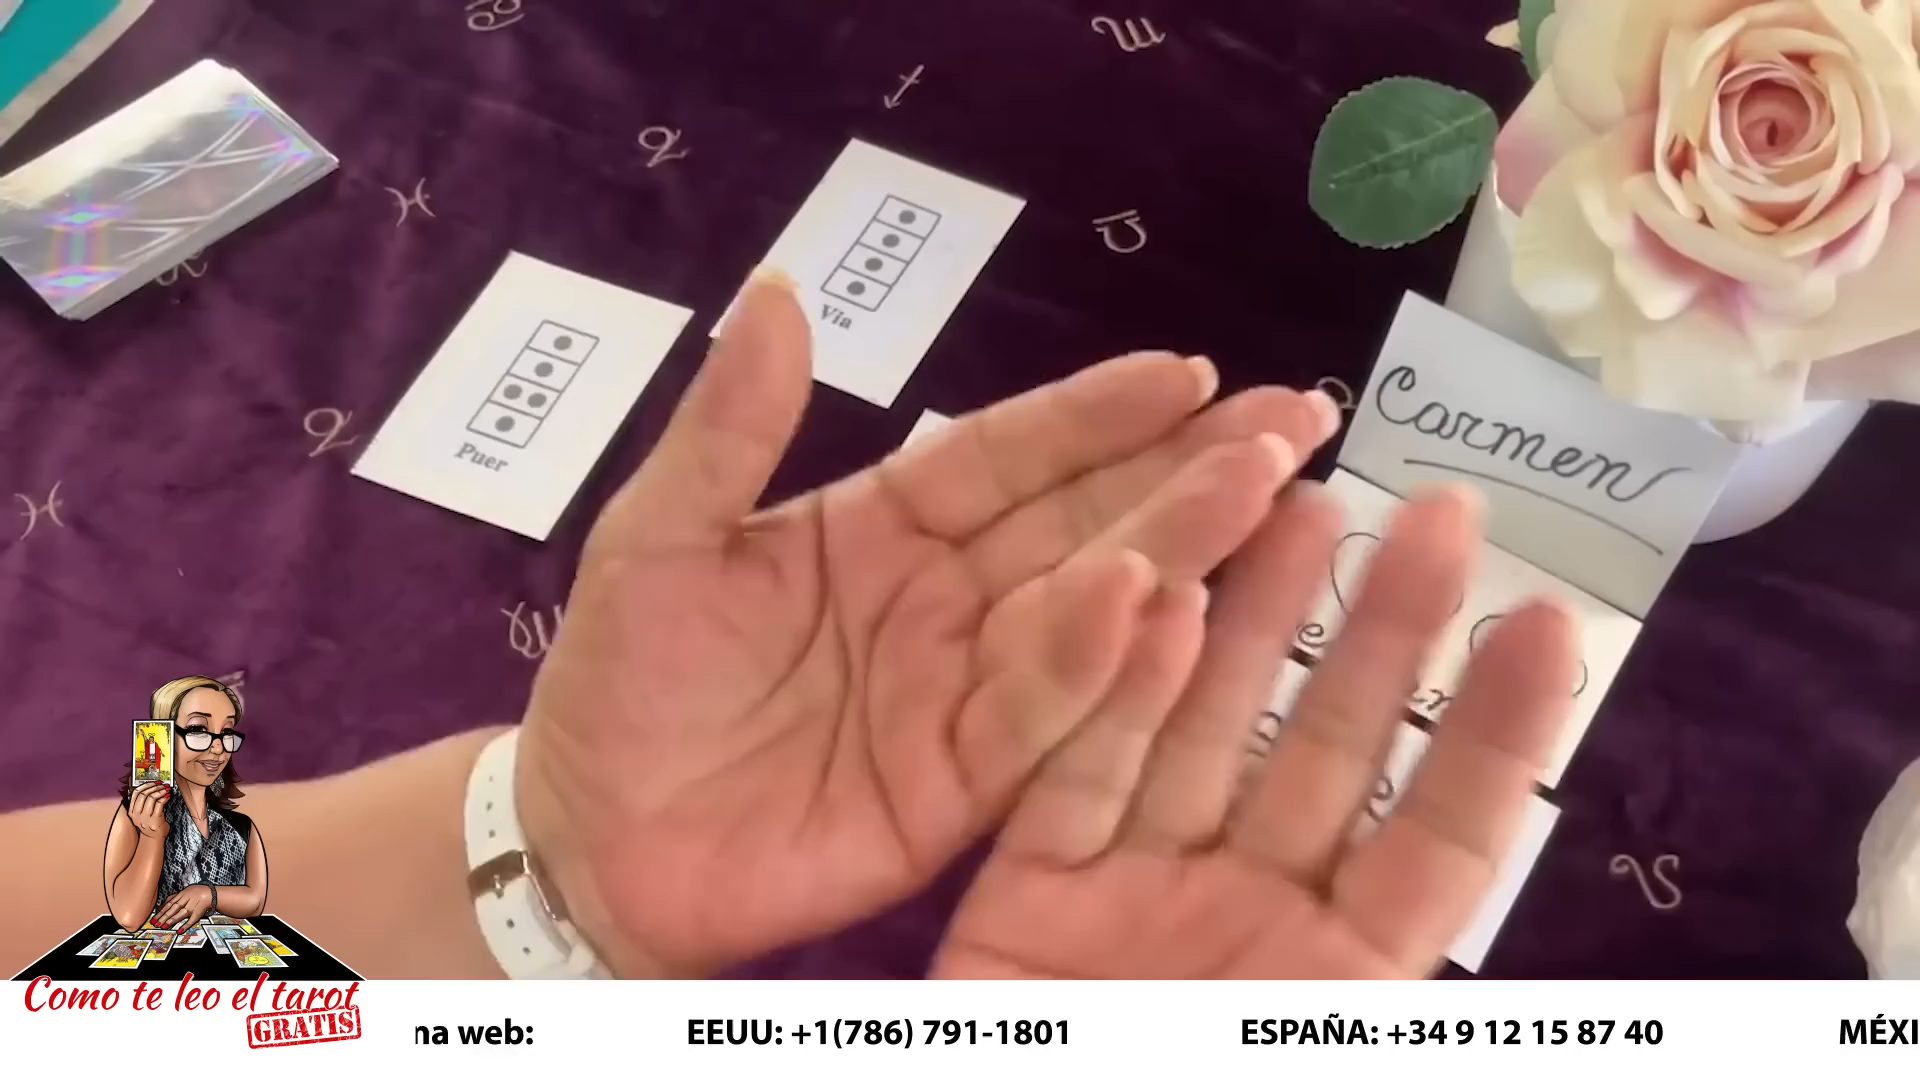 Via
Puer
Carmen
Como te leo el tarot
GRATIS
na web:
EEUU: +1(786) 791-1801
ESPAÑA: +34 9 12 15 87 40
MÉXI